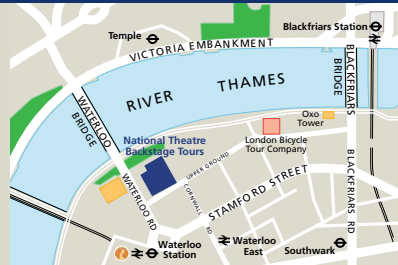 Blackfriars Station
Temple
VICTORIA EMBANKMENT
BLACKFRIARS
BRIDGE
RIVER THAMES
WATERLOO
BRIDGE
Oxo
Tower
National Theatre
Backstage Tours
London Bicycle
Tour Company
UPPER GROUND
BLACKFRIARS RD
STAMFORD STREET
CORNWALL RD
WATERLOO RD
Waterloo
Station
Waterloo
East
Southwark